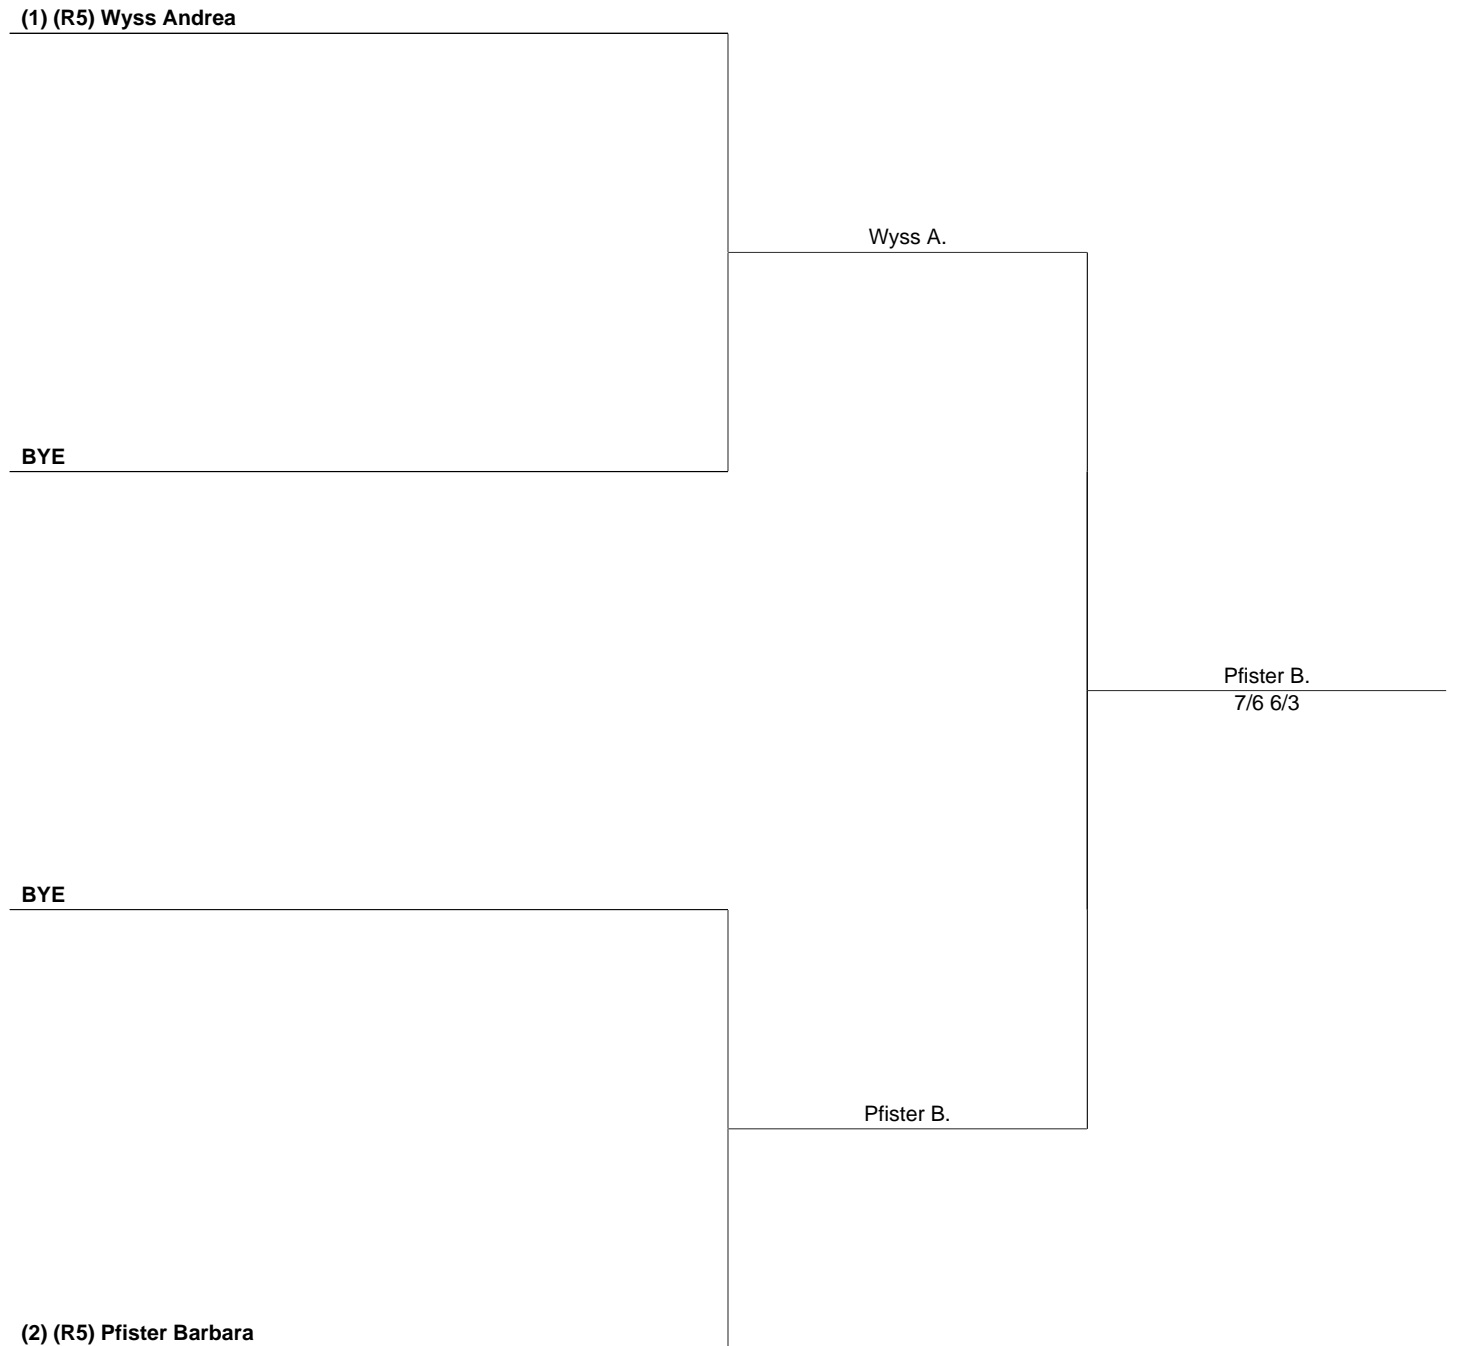 (1) (R5) Wyss Andrea
Wyss A.
BYE
Pfister B.
7/6 6/3
BYE
Pfister B.
(2) (R5) Pfister Barbara